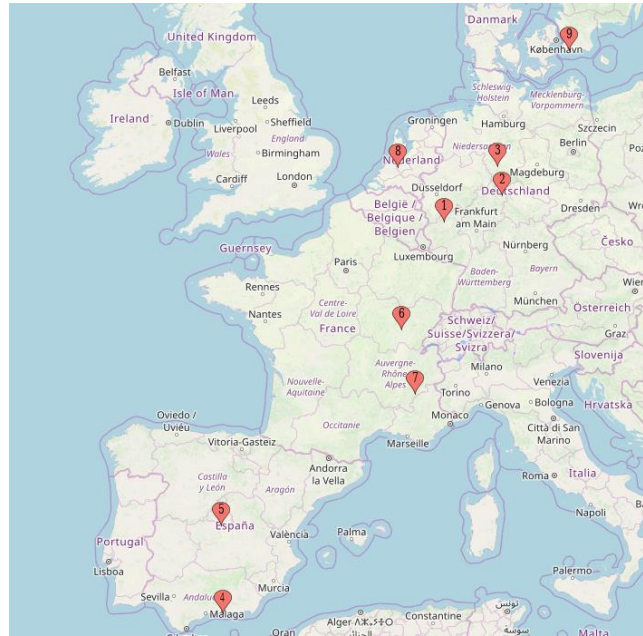 Danmark
United Kingdom
9
København
Belfast
Isle of Man
Leeds
Schleswig-
Holstein
Mecklenburg-
Vorpommern
Groningen
Hamburg
Szczecin
Ireland
Dublin
Liverpool
Sheffield
England
8
Nederland
3
Berlin
Wales
Birmingham
Magdeburg
2
Deutschland
Cardiff
London
Düsseldorf
België /
Belgique /
Belgien
1
Frankfurt
am Main
Dresden
Guernsey
Luxembourg
Nürnberg
Česko
Paris
Baden-
Württemberg
Bayern
Rennes
München
Nantes
Centre-
Val de Loire
France
6
Schweiz/
Suisse/Svizzera/
Svizra
Österreich
Graz
Slovenija
Nouvelle-
Aquitaine
Auvergne-
Rhône-
Alpes
7
Milano
Torino
Venezia
Genova
Bologna
Hrvatska
Monaco
Marseille
Città di San
Marino
Oviedo /
Uviéu
Occitanie
Vitoria-Gasteiz
Andorra
la Vella
Italia
Roma
Castilla
y León
Aragón
5
España
Napoli
Portugal
València
Palma
Lisboa
Murcia
Sevilla
4
Málaga
Palermo
Oran
Alger
Constantine
تونس
سوسة
Malta